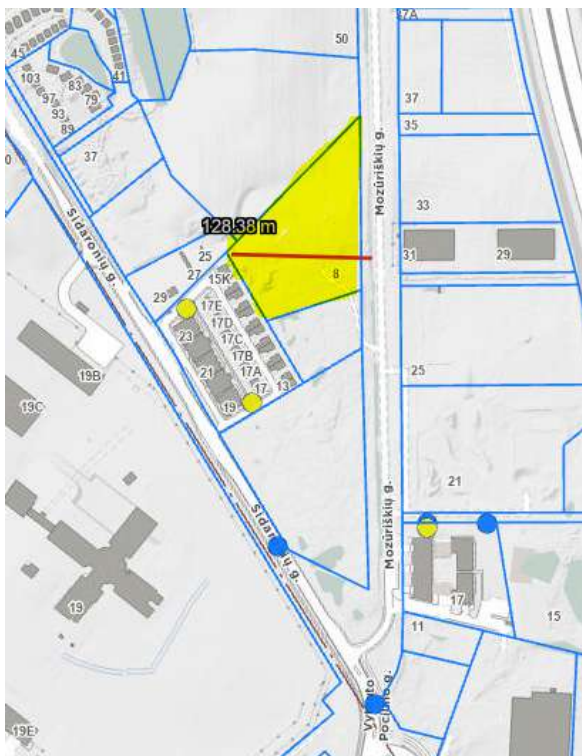 37A
50
45
41
103
83
97
79
93
89
37
35
37
0
33
Mozūriškių g.
Sidaronių g.
128.38 m
25
31
29
27
8
15K
29
17E
17D
23
17C
17B
21
17A
19B
17
13
25
19
19C
21
Mozūriškių g.
Sidaronių g.
19
17
15
11
Vytauto
Pociūno g.
19E